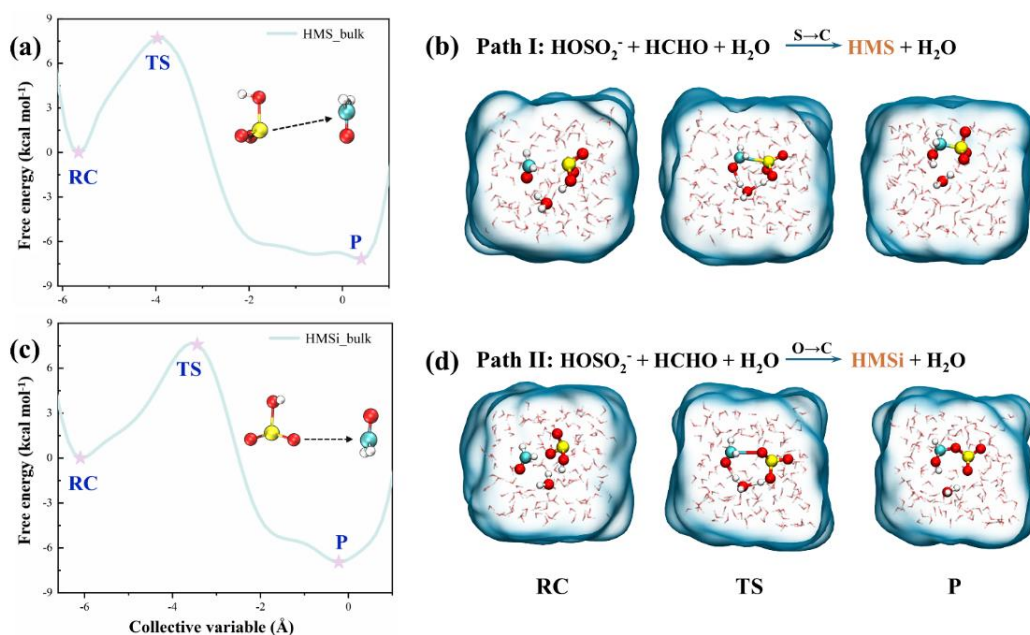 (a)
HMS_bulk
Free energy (kcal mol⁻¹)
9
6
3
0
-3
-6
-9
TS
RC
P
-6
-4
-2
0
(b) Path I: HOSO₂⁻ + HCHO + H₂O S→C HMS + H₂O
(c)
HMSi_bulk
Free energy (kcal mol⁻¹)
9
6
3
0
-3
-6
-9
TS
RC
P
-6
-4
-2
0
Collective variable (Å)
(d) Path II: HOSO₂⁻ + HCHO + H₂O O→C HMSi + H₂O
RC TS P